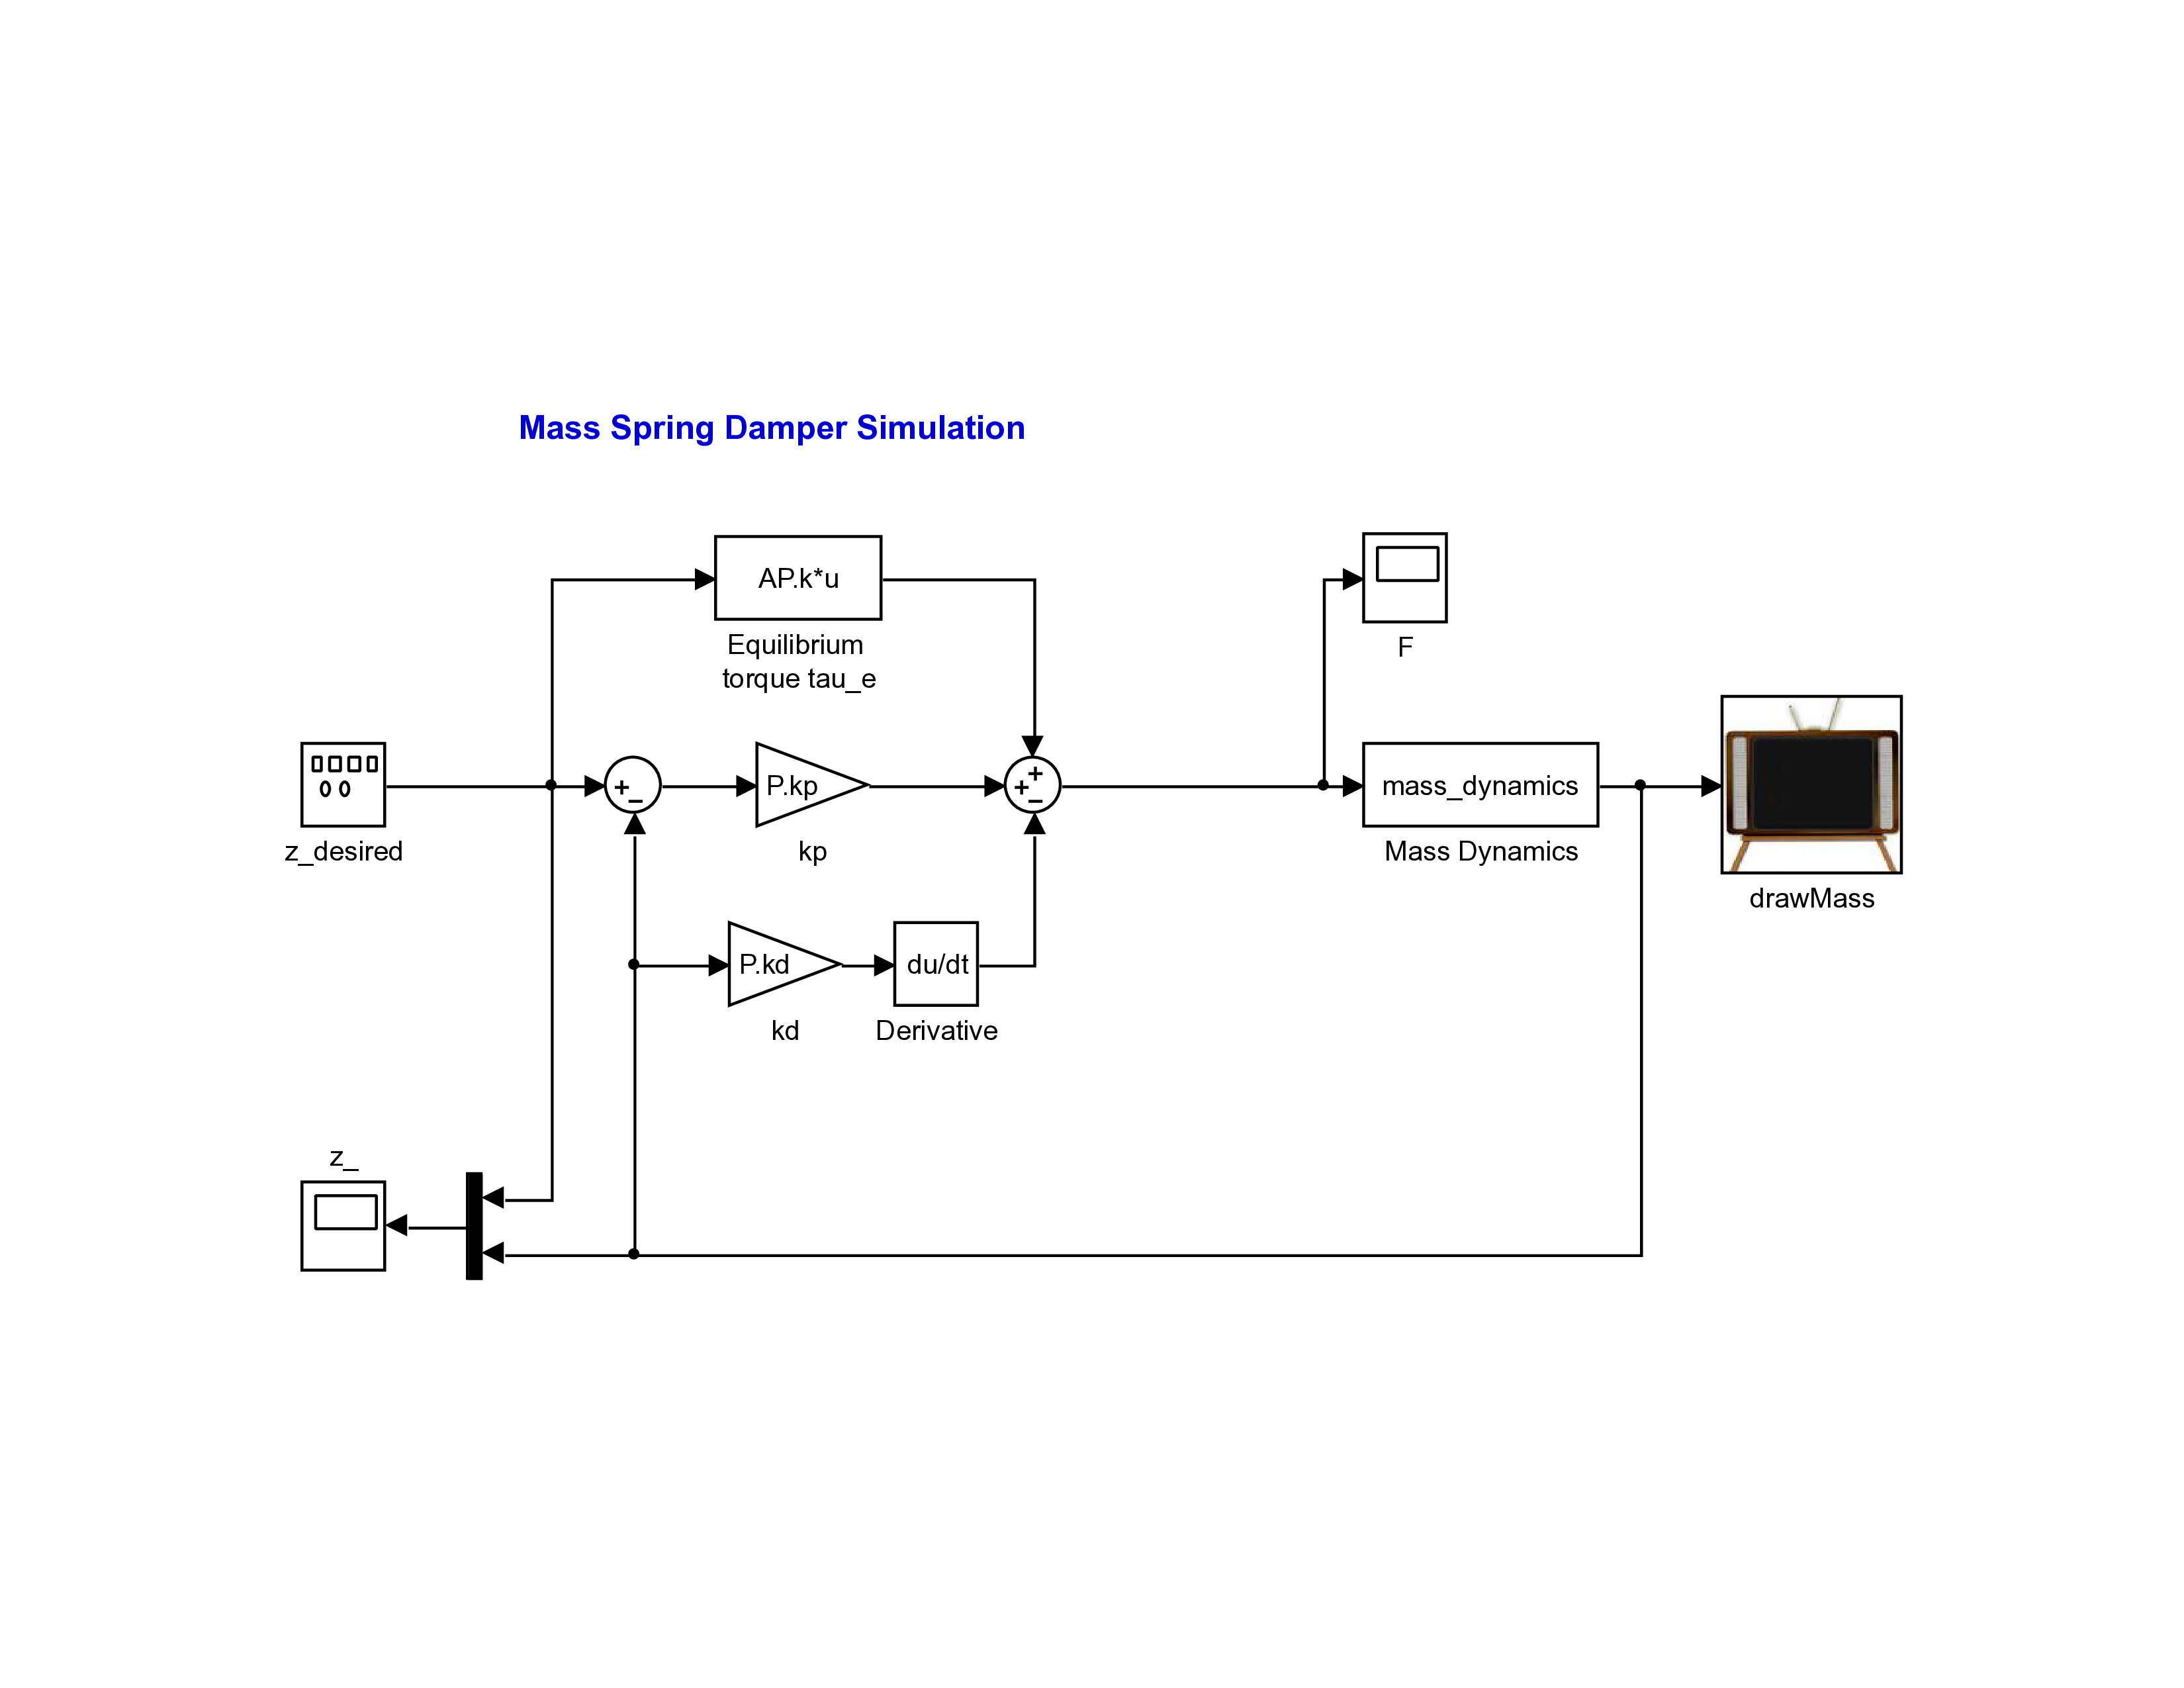 Mass Spring Damper Simulation
AP.k*u
Equilibrium
torque tau_e
F
z_desired
+
−
P.kp
kp
+
+
−
mass_dynamics
Mass Dynamics
drawMass
P.kd
kd
du/dt
Derivative
z_